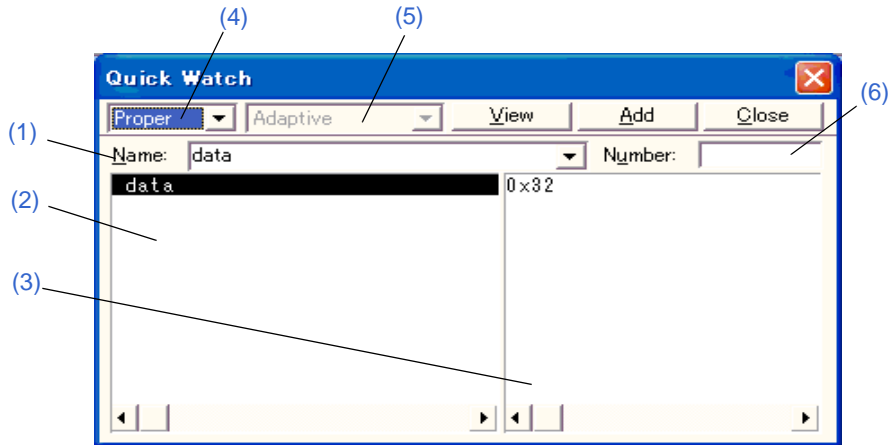 (4) (5)
Quick Watch
(6)
Proper Adaptive View Add Close
(1)
Name: data Number:
data 0x32
(2)
(3)